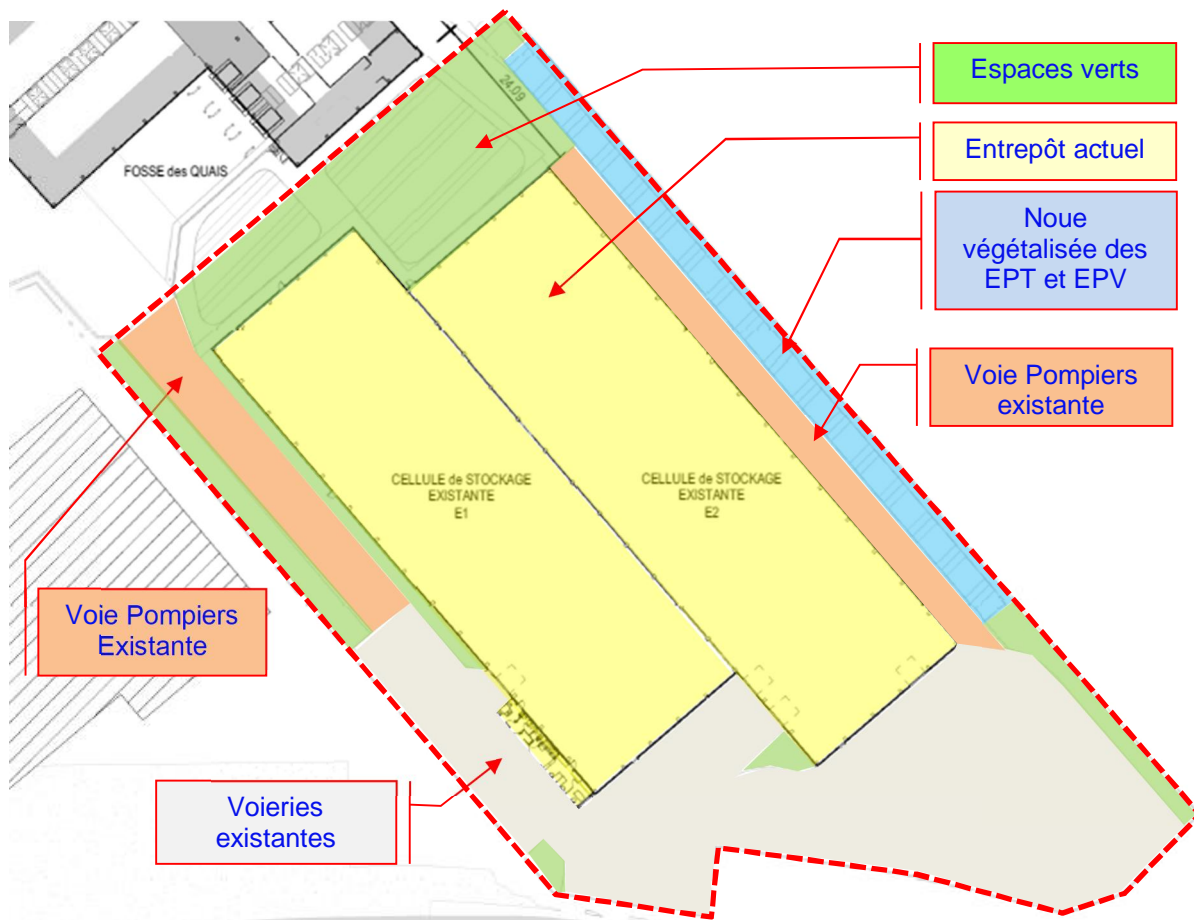 Espaces verts
24.09
Entrepôt actuel
FOSSE des QUAIS
Noue
végétalisée des
EPT et EPV
Voie Pompiers
existante
CELLULE de STOCKAGE
EXISTANTE
E1
CELLULE de STOCKAGE
EXISTANTE
E2
Voie Pompiers
Existante
Voieries
existantes